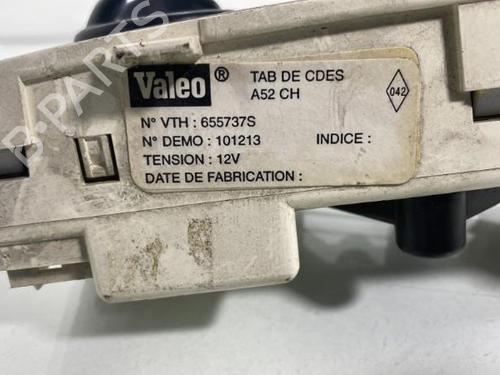 Valeo® TAB DE CDES
A52 CH
042
N° VTH : 655737S
N° DEMO : 101213 INDICE :
TENSION : 12V
DATE DE FABRICATION :
B-PARTS